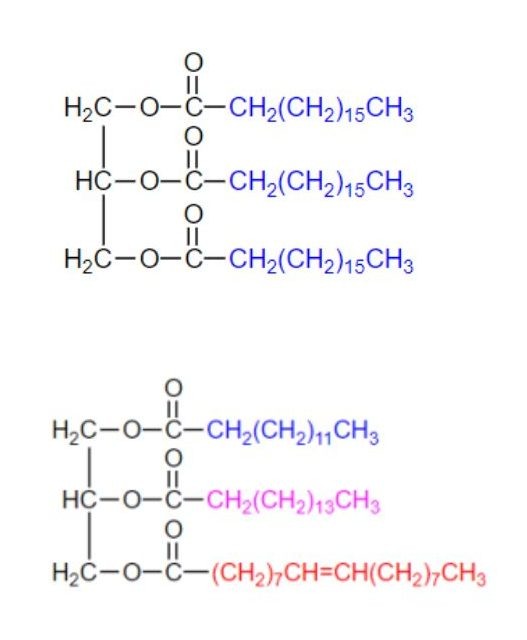 O
H₂C–O–C–CH₂(CH₂)₁₅CH₃
O
HC–O–C–CH₂(CH₂)₁₅CH₃
O
H₂C–O–C–CH₂(CH₂)₁₅CH₃
O
H₂C–O–C–CH₂(CH₂)₁₁CH₃
O
HC–O–C–CH₂(CH₂)₁₃CH₃
O
H₂C–O–C–(CH₂)₇CH=CH(CH₂)₇CH₃